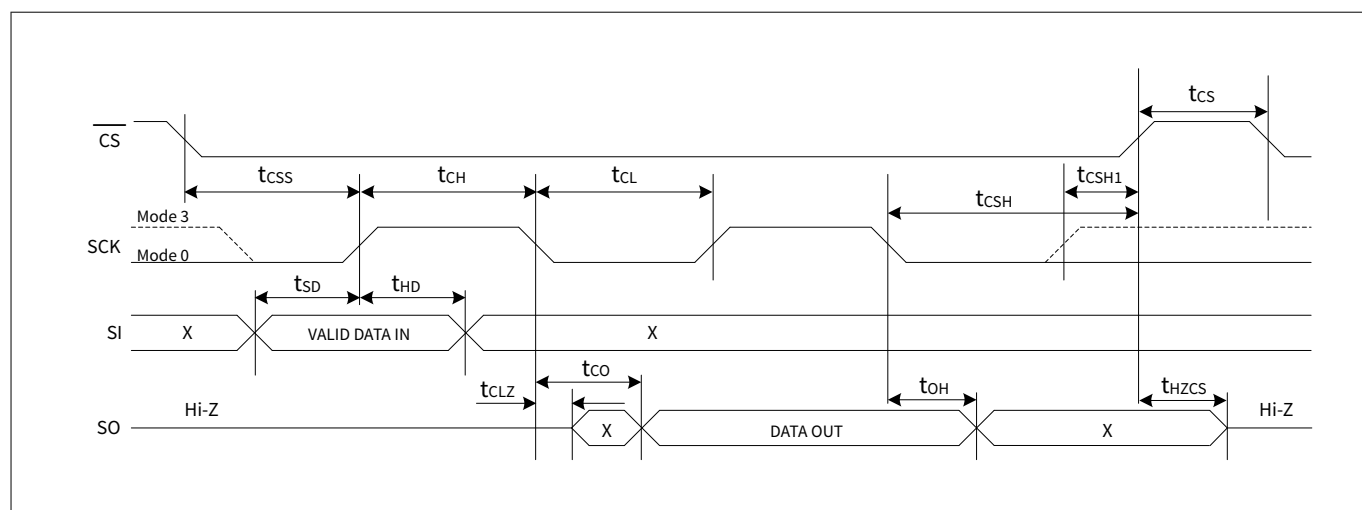 tCS
CS
tCSS
tCH
tCL
tCSH1
tCSH
Mode 3
SCK
Mode 0
tSD
tHD
SI
X
VALID DATA IN
X
tCO
tCLZ
tOH
tHZCS
Hi-Z
Hi-Z
SO
X
DATA OUT
X